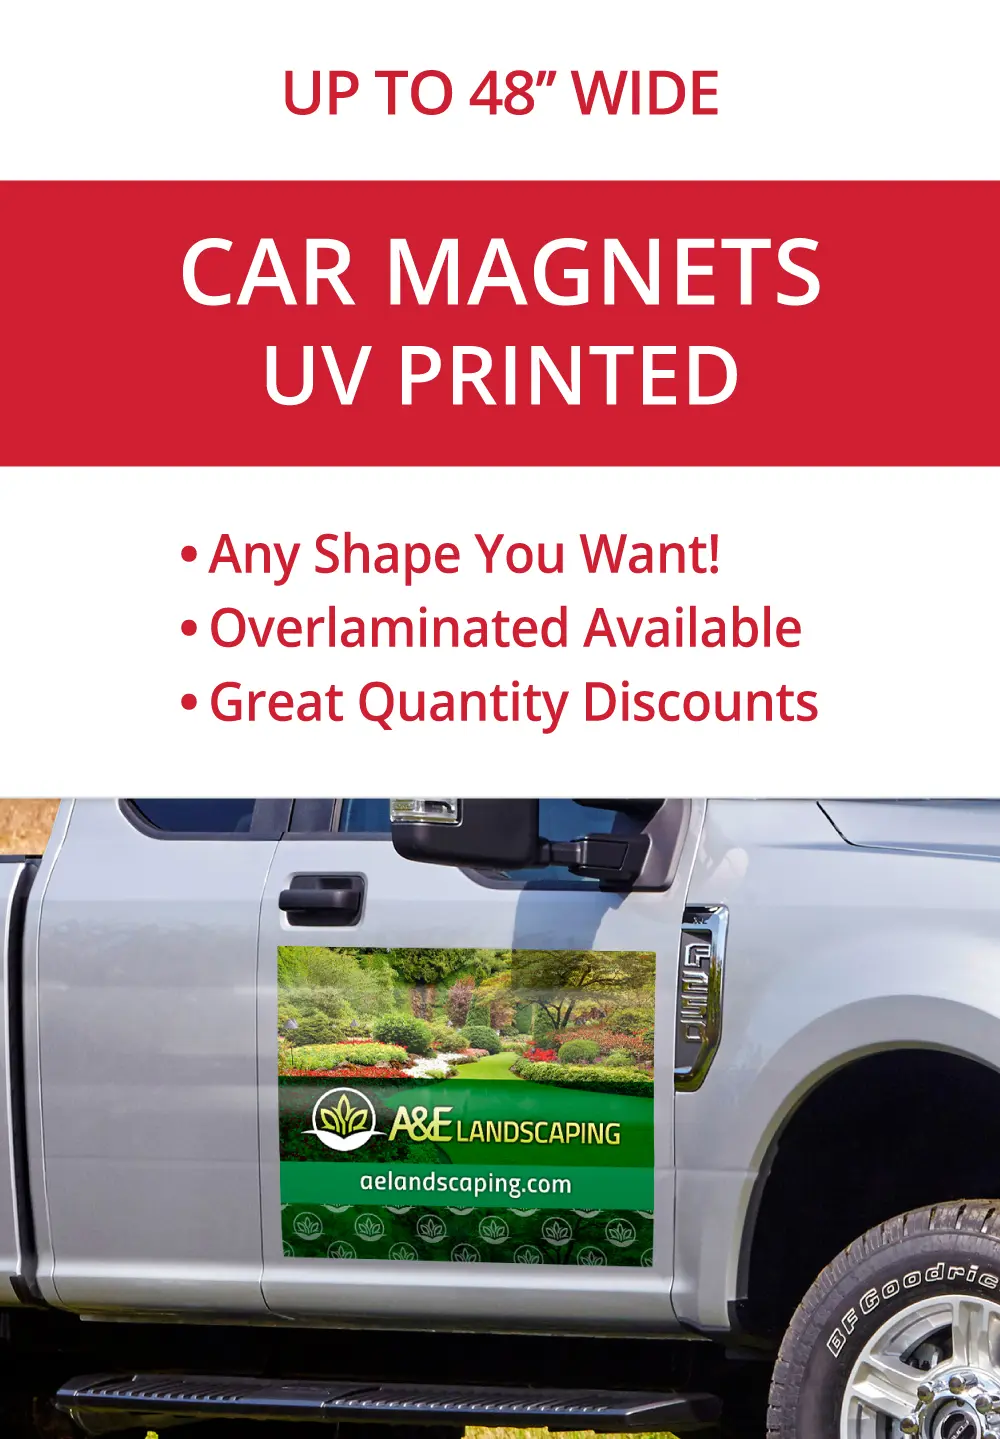 UP TO 48” WIDE
CAR MAGNETS
UV PRINTED
• Any Shape You Want!
• Overlaminated Available
• Great Quantity Discounts
A&E LANDSCAPING
aelandscaping.com
BFGoodric